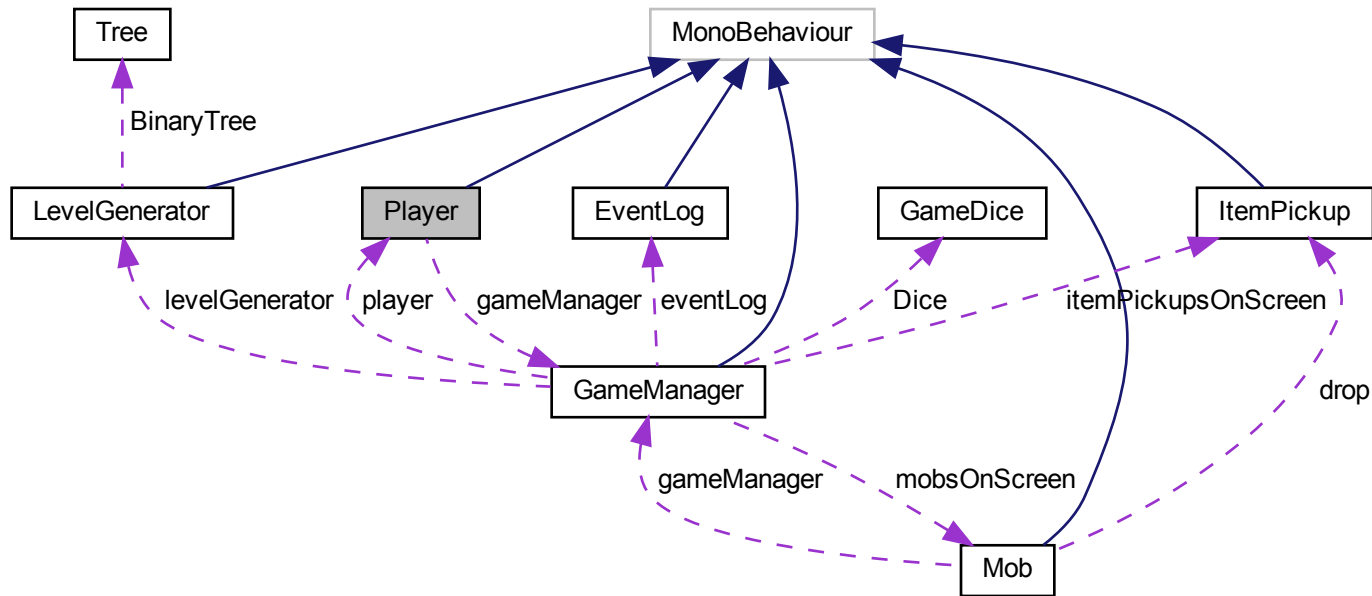 Tree
MonoBehaviour
BinaryTree
LevelGenerator
Player
EventLog
GameDice
ItemPickup
levelGenerator
player
gameManager
eventLog
Dice
itemPickupsOnScreen
GameManager
drop
gameManager
mobsOnScreen
Mob